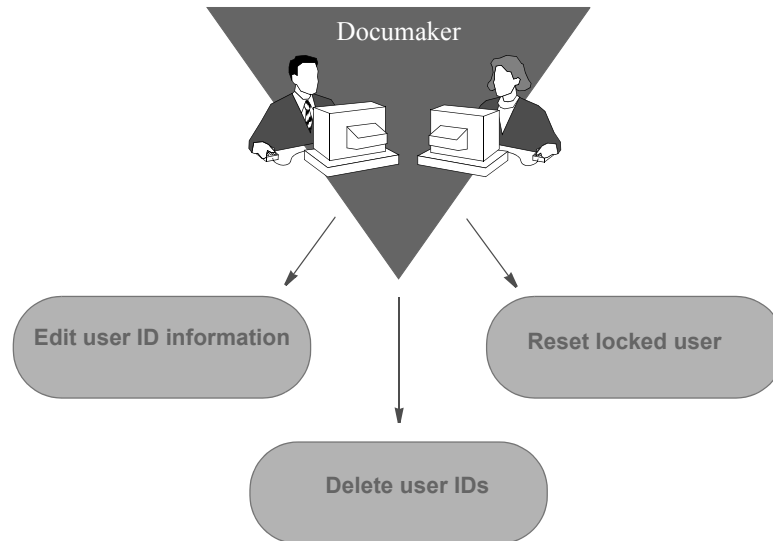 Documaker
Edit user ID information
Reset locked user
Delete user IDs